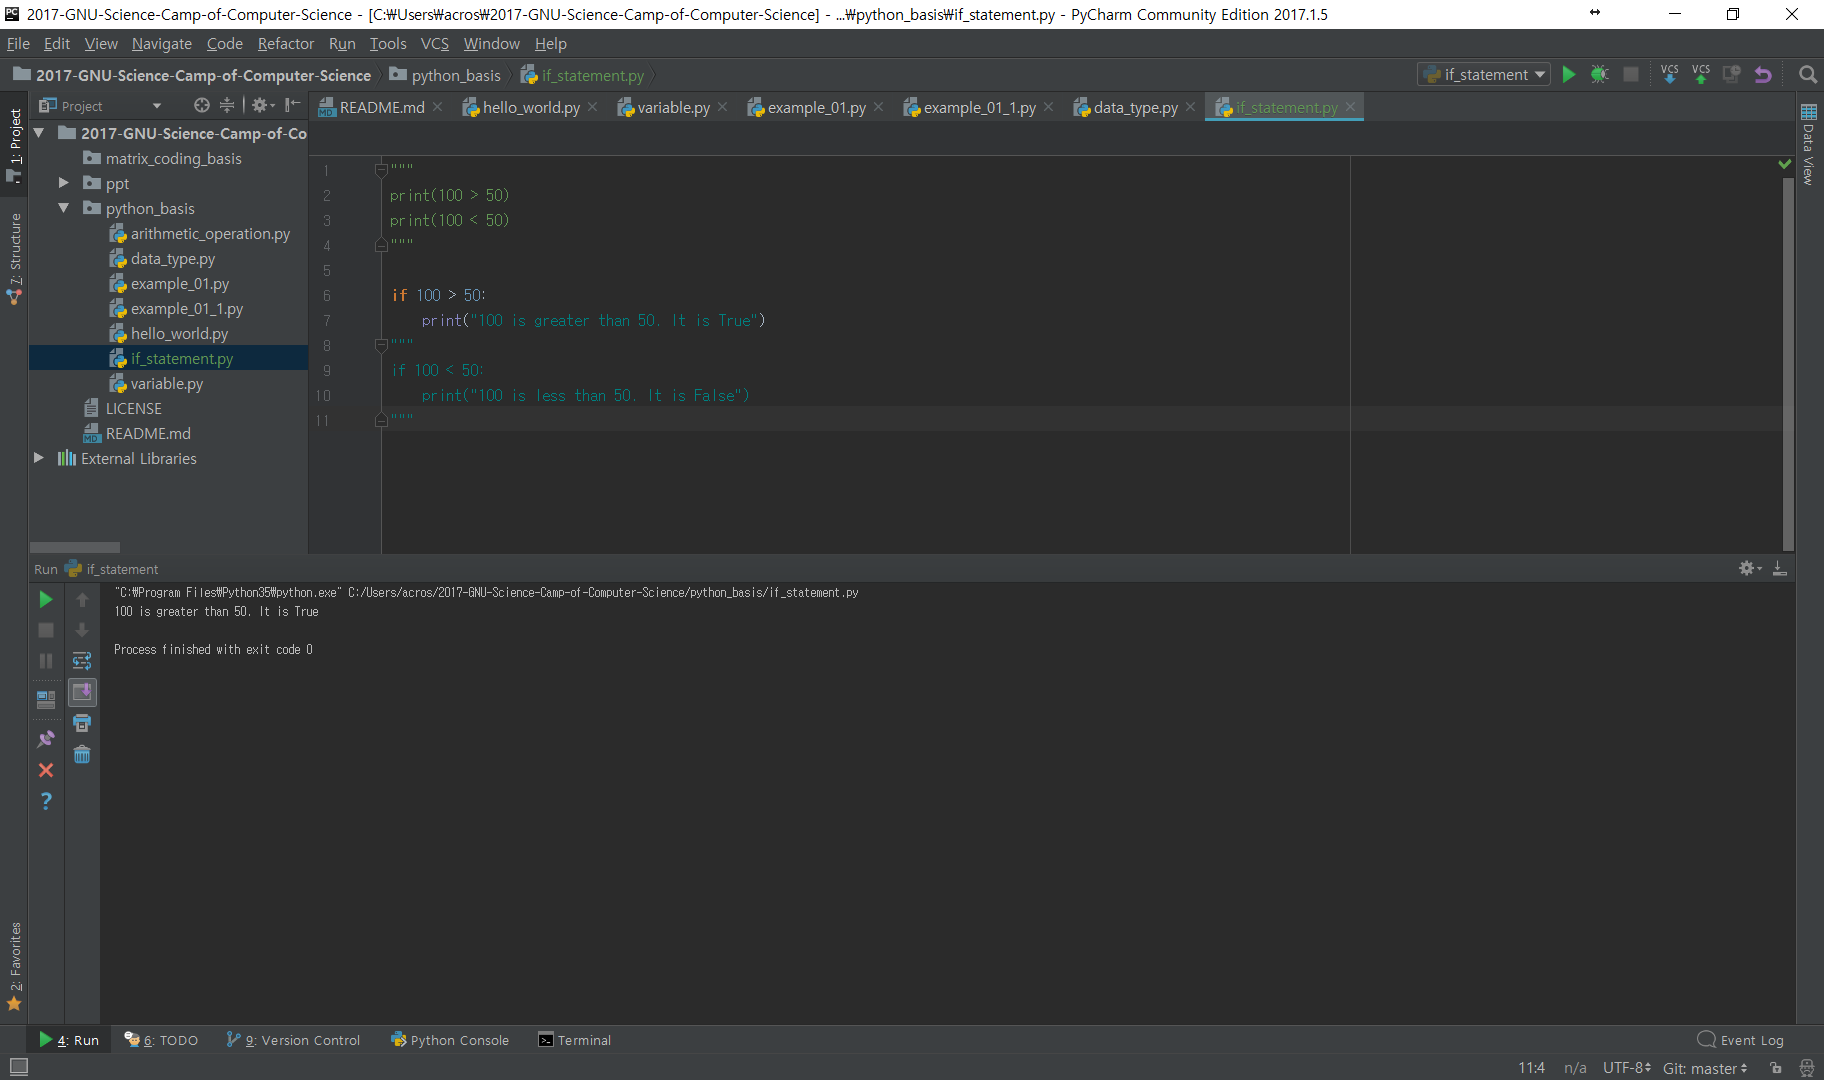 2017-GNU-Science-Camp-of-Computer-Science - [C:₩Users₩acros₩2017-GNU-Science-Camp-of-Computer-Science] - ...₩python_basis₩if_statement.py - PyCharm Community Edition 2017.1.5
File Edit View Navigate Code Refactor Run Tools VCS Window Help
2017-GNU-Science-Camp-of-Computer-Science python_basis if_statement.py if_statement VCS VCS
Project README.md hello_world.py variable.py example_01.py example_01_1.py data_type.py if_statement.py
1: Project
7: Structure
2: Favorites
Data View
2017-GNU-Science-Camp-of-Co
matrix_coding_basis
ppt
python_basis
arithmetic_operation.py
data_type.py
example_01.py
example_01_1.py
hello_world.py
if_statement.py
variable.py
LICENSE
README.md
External Libraries
1 """
2 print(100 > 50)
3 print(100 < 50)
4 """
5
6 if 100 > 50:
7 print("100 is greater than 50. It is True")
8 """
9 if 100 < 50:
10 print("100 is less than 50. It is False")
11 """
Run if_statement
"C:₩Program Files₩Python35₩python.exe" C:/Users/acros/2017-GNU-Science-Camp-of-Computer-Science/python_basis/if_statement.py
100 is greater than 50. It is True
Process finished with exit code 0
4: Run 6: TODO 9: Version Control Python Console Terminal Event Log
11:4 n/a UTF-8 Git: master